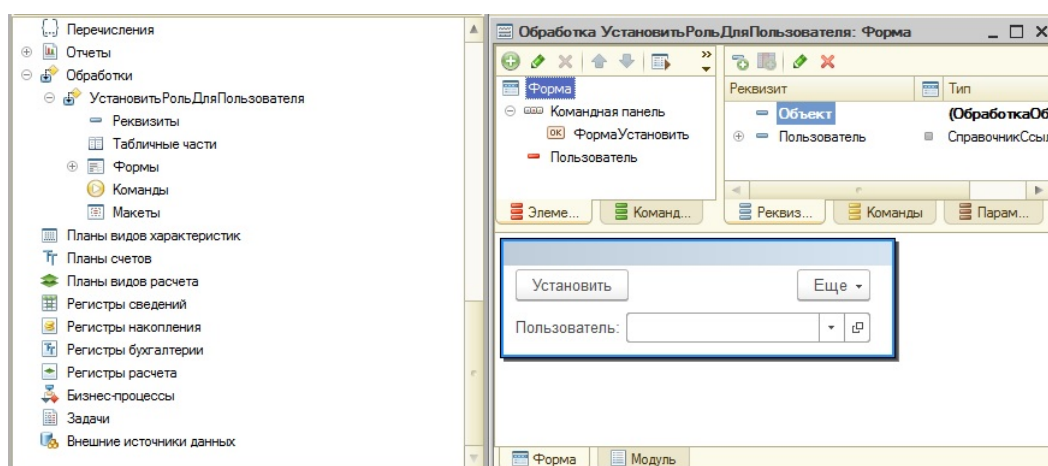 Перечисления
Отчеты
Обработки
УстановитьРольДляПользователя
Реквизиты
Табличные части
Формы
Команды
Макеты
Планы видов характеристик
Планы счетов
Планы видов расчета
Регистры сведений
Регистры накопления
Регистры бухгалтерии
Регистры расчета
Бизнес-процессы
Задачи
Внешние источники данных
Обработка УстановитьРольДляПользователя: Форма
Форма
Командная панель
ФормаУстановить
Пользователь
Элеме...
Команд...
Реквизит
Тип
Объект
(ОбработкаОб
Пользователь
СправочникСсыл
Реквиз...
Команды
Парам...
Установить
Еще
Пользователь:
Форма
Модуль